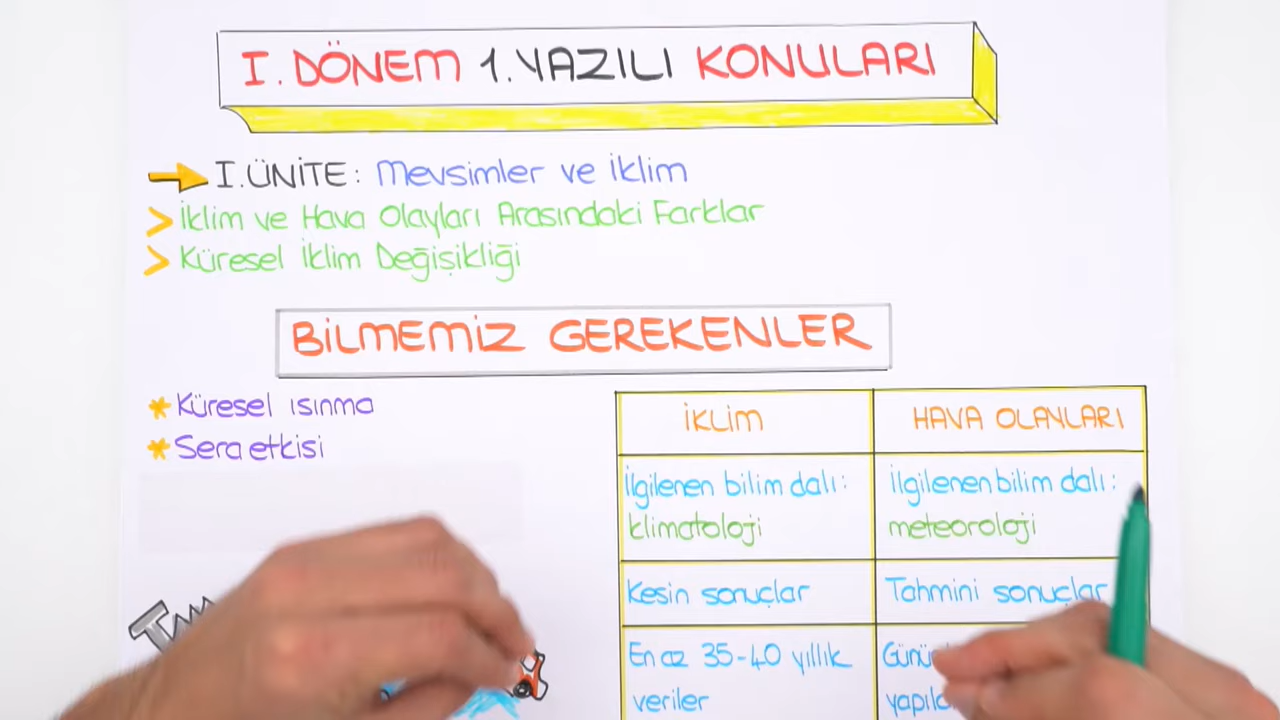 I. DÖNEM 1. YAZILI KONULARI
I. ÜNİTE: Mevsimler ve İklim
> İklim ve Hava Olayları Arasındaki Farklar
> Küresel İklim Değişikliği
BİLMEMİZ GEREKENLER
* Küresel ısınma
* Sera etkisi
İKLİM
HAVA OLAYLARI
İlgilenen bilim dalı:
klimatoloji
İlgilenen bilim dalı:
meteoroloji
Kesin sonuçlar
Tahmini sonuçlar
En az 35-40 yıllık
veriler